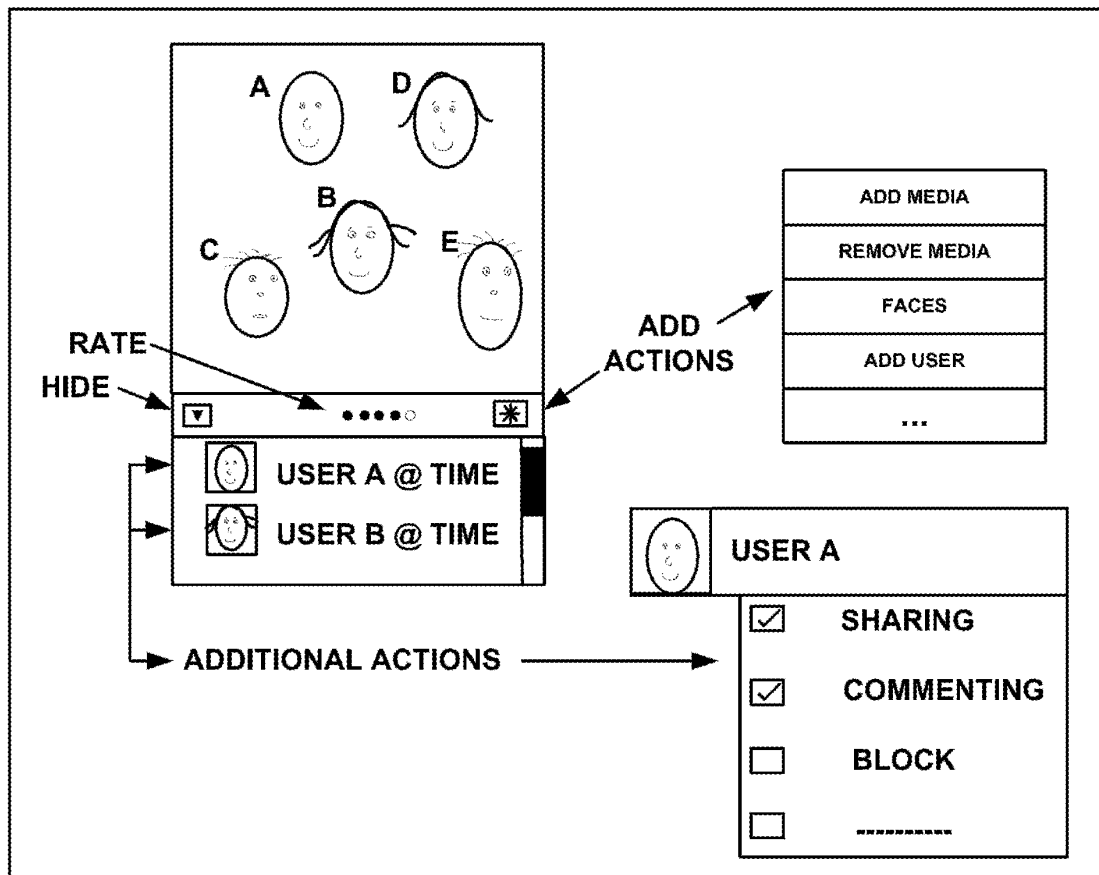 A
D
B
C
E
RATE
HIDE
ADD
ACTIONS
ADD MEDIA
REMOVE MEDIA
FACES
ADD USER
...
USER A @ TIME
USER B @ TIME
ADDITIONAL ACTIONS
USER A
SHARING
COMMENTING
BLOCK
----------